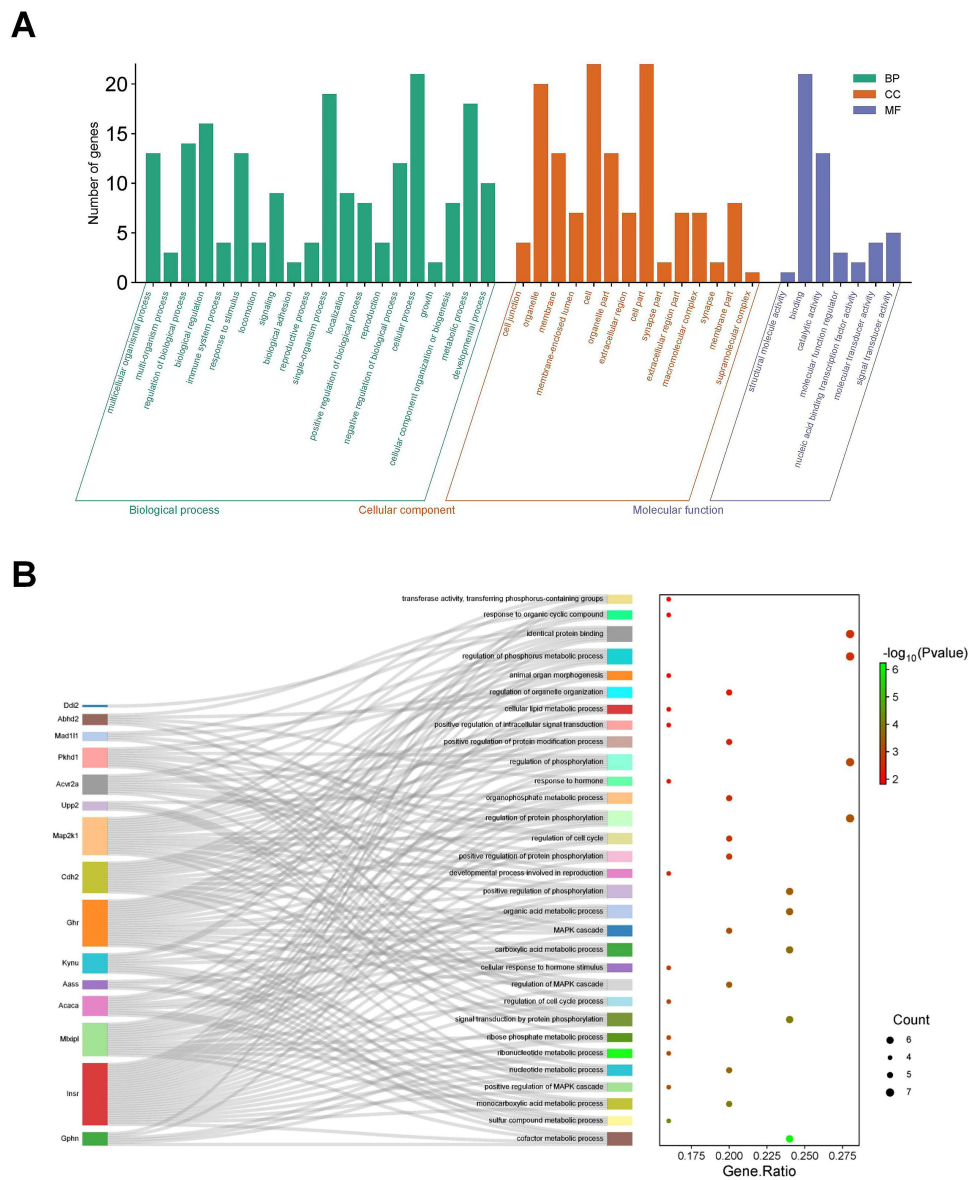 A
Number of genes
20
15
10
5
0
BP
CC
MF
multicellular organismal process
multi-organism process
regulation of biological process
biological regulation
immune system process
response to stimulus
locomotion
signaling
biological adhesion
reproductive process
single-organism process
localization
positive regulation of biological process
reproduction
negative regulation of biological process
cellular process
growth
cellular component organization or biogenesis
metabolic process
developmental process
cell junction
organelle
membrane
membrane-enclosed lumen
cell
organelle part
extracellular region
cell part
synapse part
extracellular region part
macromolecular complex
synapse
membrane part
supramolecular complex
structural molecule activity
binding
catalytic activity
molecular function regulator
nucleic acid binding transcription factor activity
molecular transducer activity
signal transducer activity
Biological process
Cellular component
Molecular function
B
Ddi2
Abhd2
Mad1l1
Pkhd1
Acvr2a
Upp2
Map2k1
Cdh2
Ghr
Kynu
Aass
Acaca
Mlxipl
Insr
Gphn
transferase activity, transferring phosphorus-containing groups
response to organic cyclic compound
identical protein binding
regulation of phosphorus metabolic process
animal organ morphogenesis
regulation of organelle organization
cellular lipid metabolic process
positive regulation of intracellular signal transduction
positive regulation of protein modification process
regulation of phosphorylation
response to hormone
organophosphate metabolic process
regulation of protein phosphorylation
regulation of cell cycle
positive regulation of protein phosphorylation
developmental process involved in reproduction
positive regulation of phosphorylation
organic acid metabolic process
MAPK cascade
carboxylic acid metabolic process
cellular response to hormone stimulus
regulation of MAPK cascade
regulation of cell cycle process
signal transduction by protein phosphorylation
ribose phosphate metabolic process
ribonucleotide metabolic process
nucleotide metabolic process
positive regulation of MAPK cascade
monocarboxylic acid metabolic process
sulfur compound metabolic process
cofactor metabolic process
0.175
0.200
0.225
0.250
0.275
Gene.Ratio
-log10(Pvalue)
6
5
4
3
2
Count
6
4
5
7